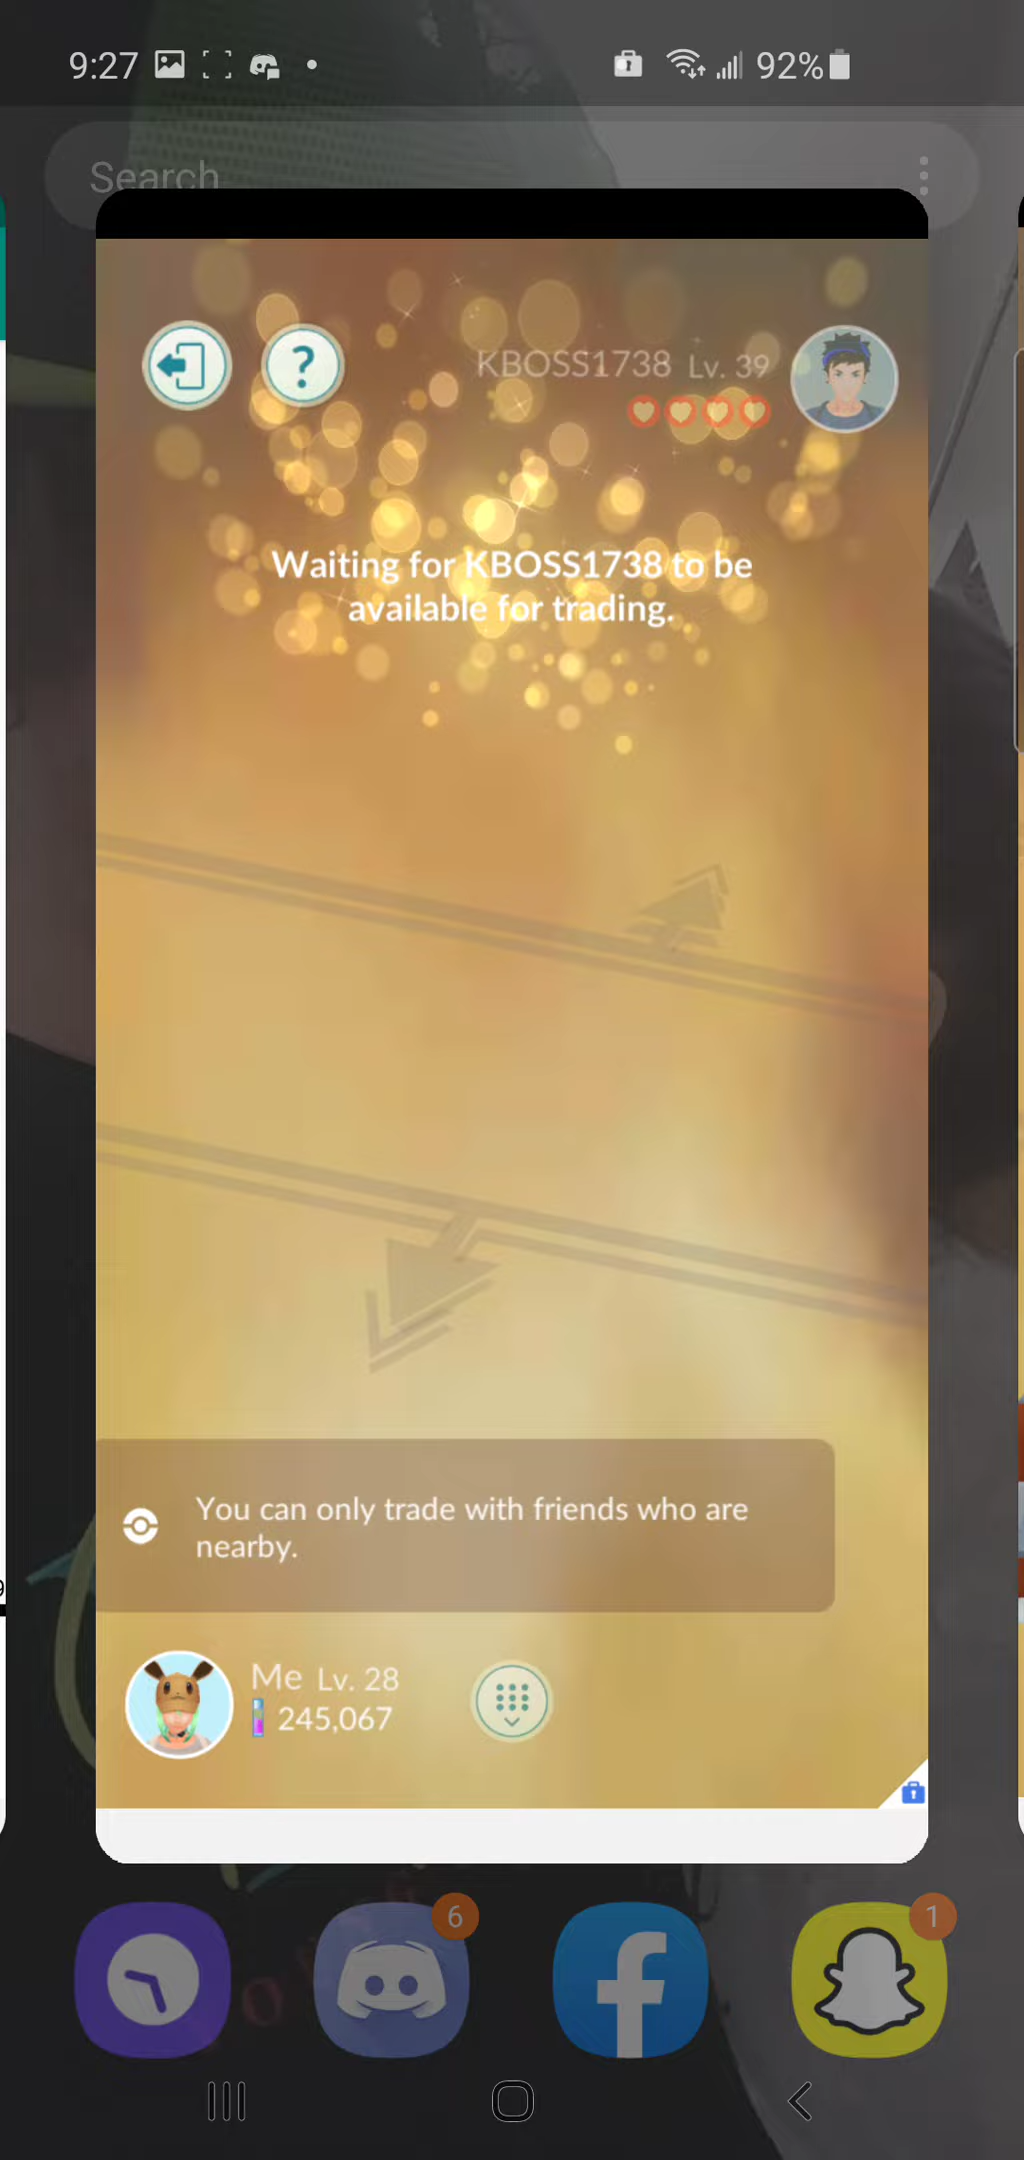 9:27
92%
Search
KBOSS1738 Lv. 39
Waiting for KBOSS1738 to be
available for trading.
You can only trade with friends who are
nearby.
Me Lv. 28
245,067
6
1
9